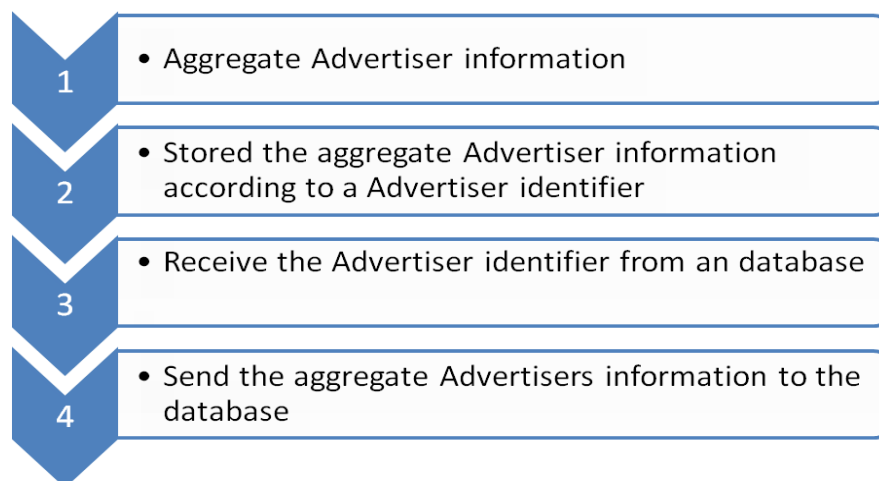 1
• Aggregate Advertiser information
2
• Stored the aggregate Advertiser information
according to a Advertiser identifier
3
• Receive the Advertiser identifier from an database
4
• Send the aggregate Advertisers information to the
database